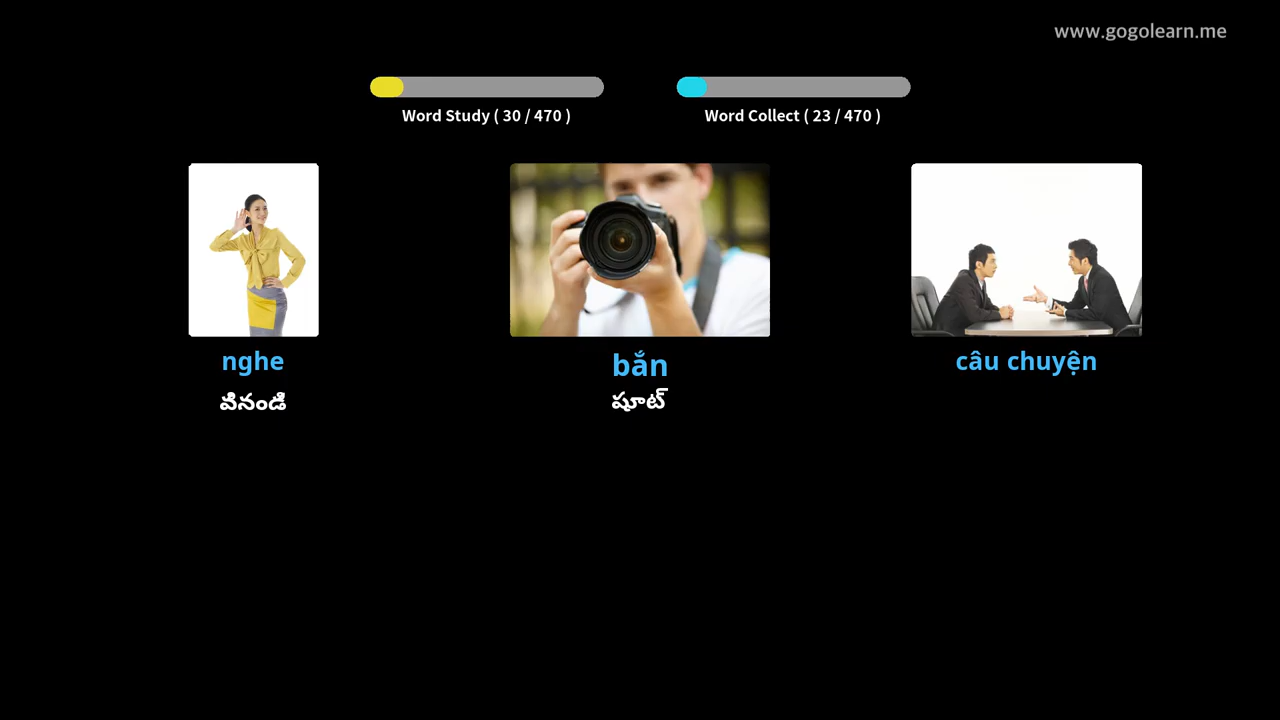 www.gogolearn.me
Word Study ( 30 / 470 )
Word Collect ( 23 / 470 )
nghe
bắn
câu chuyện
వినండి
షూట్